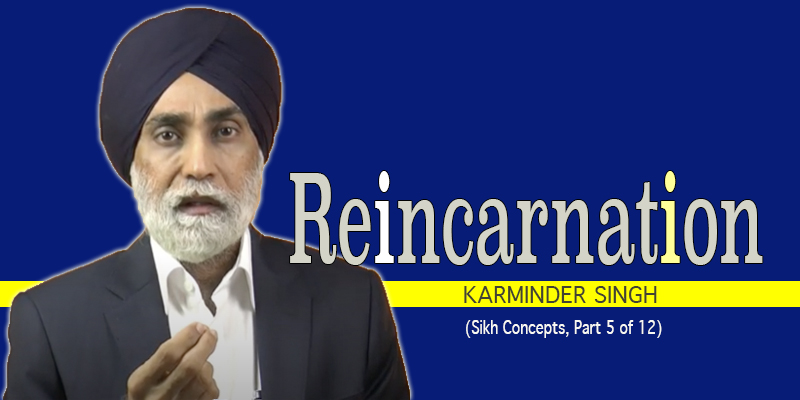 Reincarnation
KARMINDER SINGH
(Sikh Concepts, Part 5 of 12)